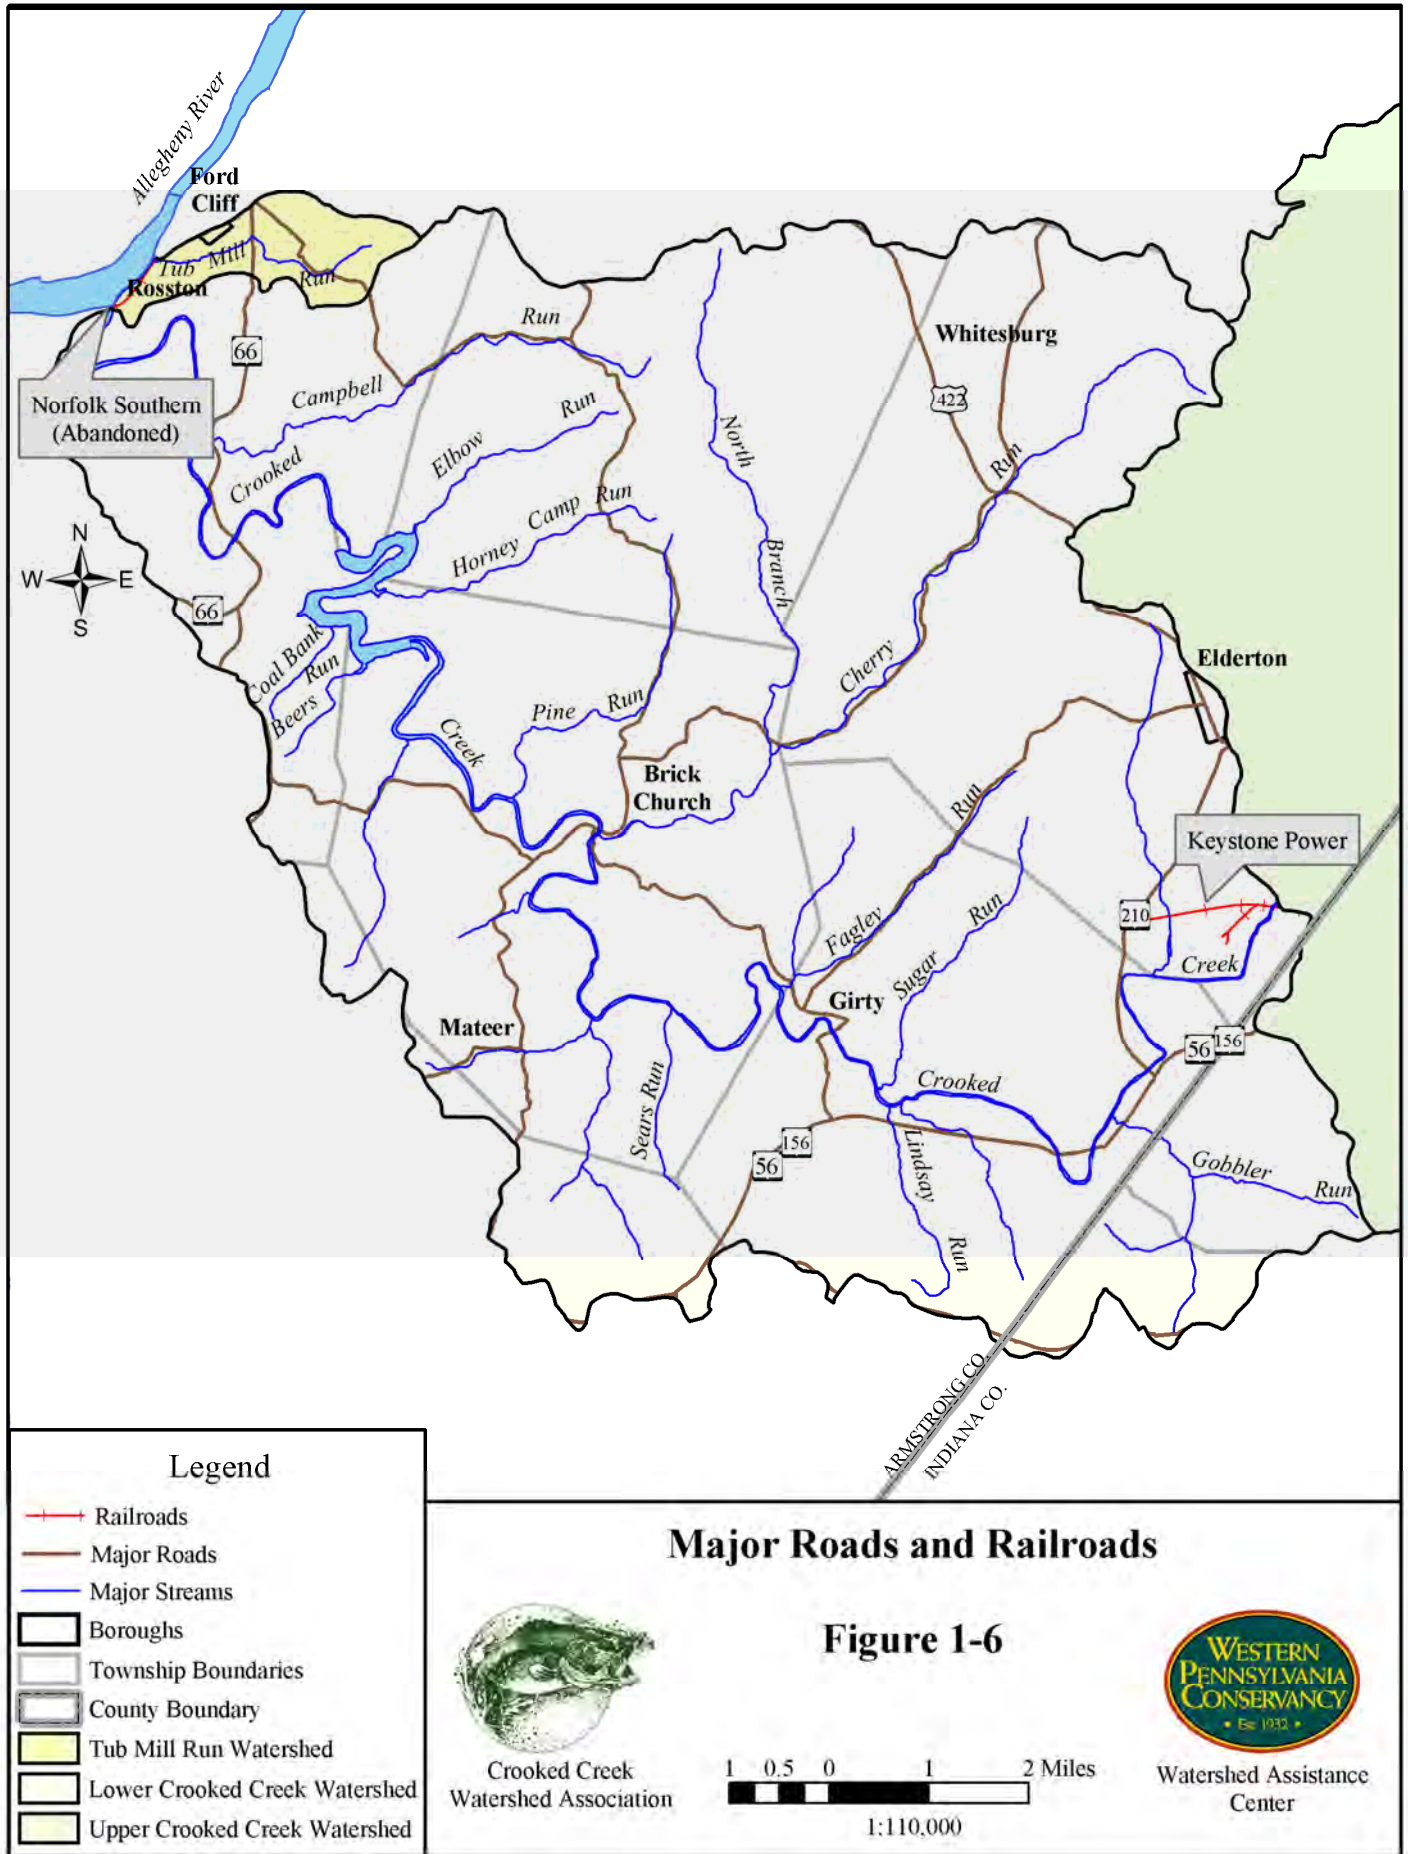 Allegheny River
Ford
Cliff
Tub Mill Run
Rosston
66
Norfolk Southern
(Abandoned)
Campbell Run
Crooked
Elbow Run
Horney Camp Run
North Branch
Whitesburg
422
Run
Cherry
N
W E
S
66
Coal Bank
Run
Beers
Creek
Pine Run
Brick
Church
Elderton
Run
Fagley
Keystone Power
210
Creek
Sugar Run
Girty
Mateer
56 156
Crooked
Sears Run
156
56
Lindsay Run
Gobbler Run
ARMSTRONG CO.
INDIANA CO.
Legend
Railroads
Major Roads
Major Streams
Boroughs
Township Boundaries
County Boundary
Tub Mill Run Watershed
Lower Crooked Creek Watershed
Upper Crooked Creek Watershed
Major Roads and Railroads
Figure 1-6
Crooked Creek
Watershed Association
1 0.5 0 1 2 Miles
1:110,000
WESTERN
PENNSYLVANIA
CONSERVANCY
• Est 1932 •
Watershed Assistance
Center